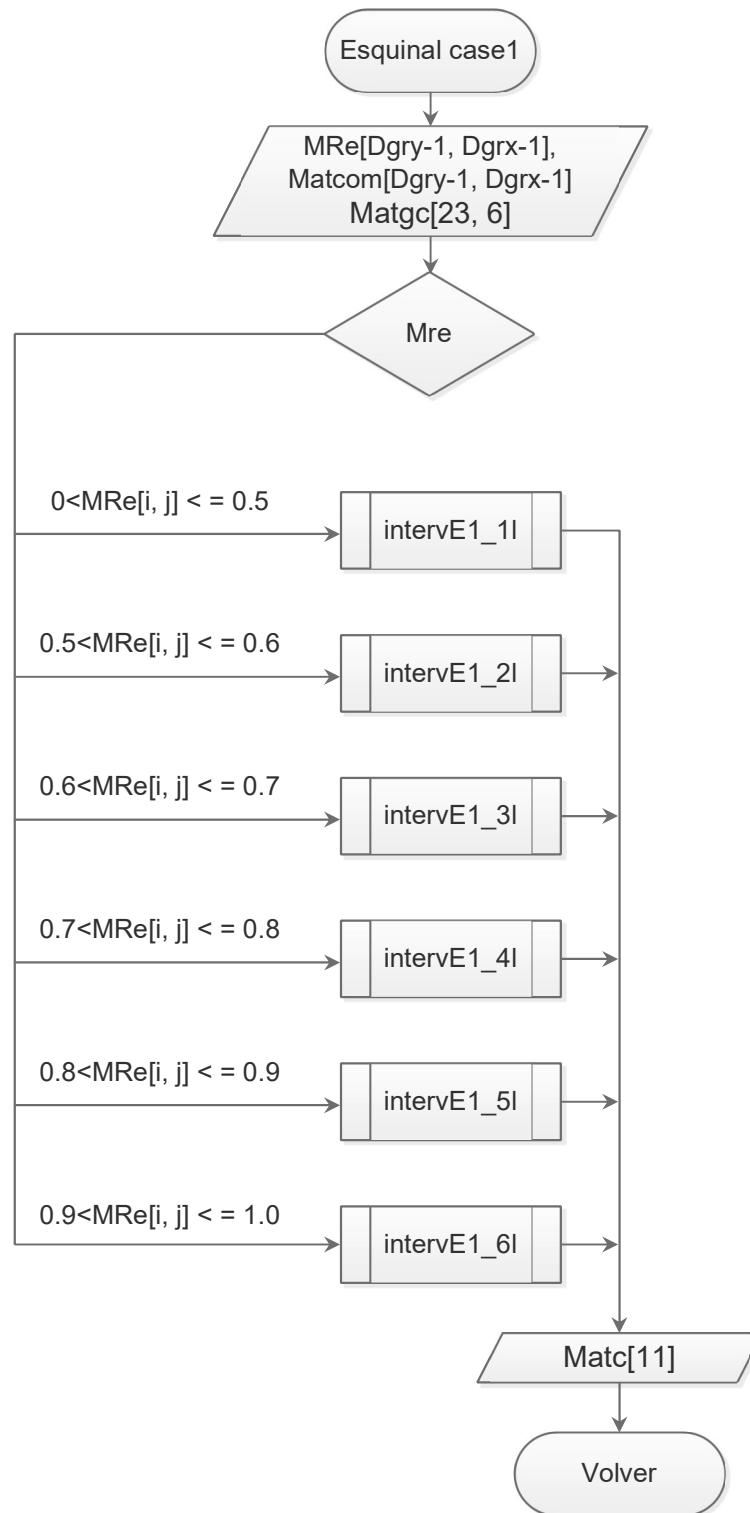 Esquinal case1
MRe[Dgry-1, Dgrx-1],
Matcom[Dgry-1, Dgrx-1]
Matgc[23, 6]
Mre
0<MRe[i, j] < = 0.5
intervE1_1l
0.5<MRe[i, j] < = 0.6
intervE1_2l
0.6<MRe[i, j] < = 0.7
intervE1_3l
0.7<MRe[i, j] < = 0.8
intervE1_4l
0.8<MRe[i, j] < = 0.9
intervE1_5l
0.9<MRe[i, j] < = 1.0
intervE1_6l
Matc[11]
Volver